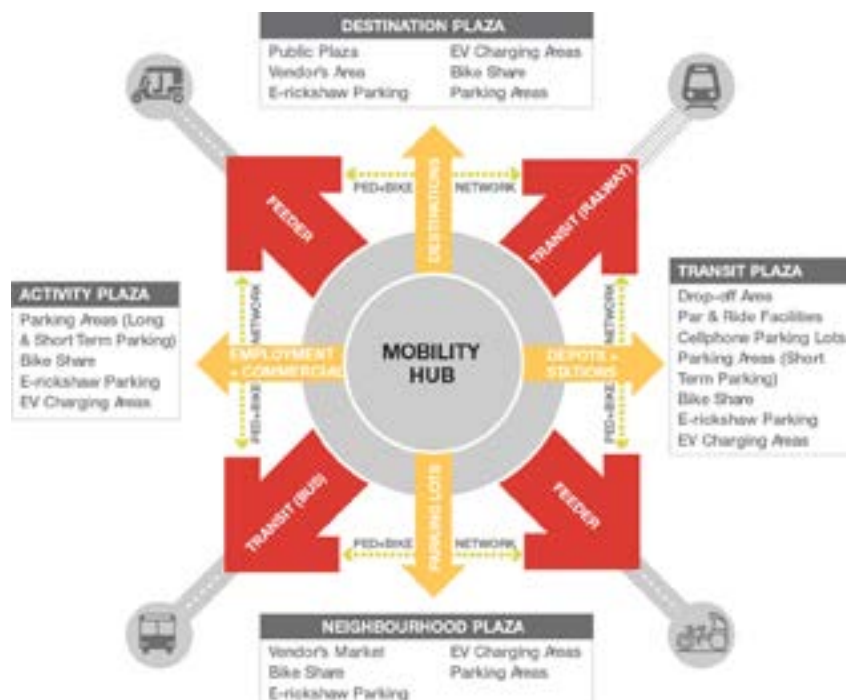 DESTINATION PLAZA
Public Plaza
Vendor's Area
E-rickshaw Parking
EV Charging Areas
Bike Share
Parking Areas
PED+BIKE NETWORK
FEEDER
DESTINATIONS
TRANSIT (RALWAY)
ACTIVITY PLAZA
Parking Areas (Long
& Short Term Parking)
Bike Share
E-rickshaw Parking
EV Charging Areas
PED+BIKE NETWORK
EMPLOYMENT
+ COMMERCIAL
MOBILITY
HUB
DEPOTS +
STATIONS
PED+BIKE NETWORK
TRANSIT PLAZA
Drop-off Area
Par & Ride Facilities
Cellphone Parking Lots
Parking Areas (Short
Term Parking)
Bike Share
E-rickshaw Parking
EV Charging Areas
TRANSIT (BUS)
PARKING LOTS
FEEDER
PED+BIKE NETWORK
NEIGHBOURHOOD PLAZA
Vendor's Market
Bike Share
E-rickshaw Parking
EV Charging Areas
Parking Areas